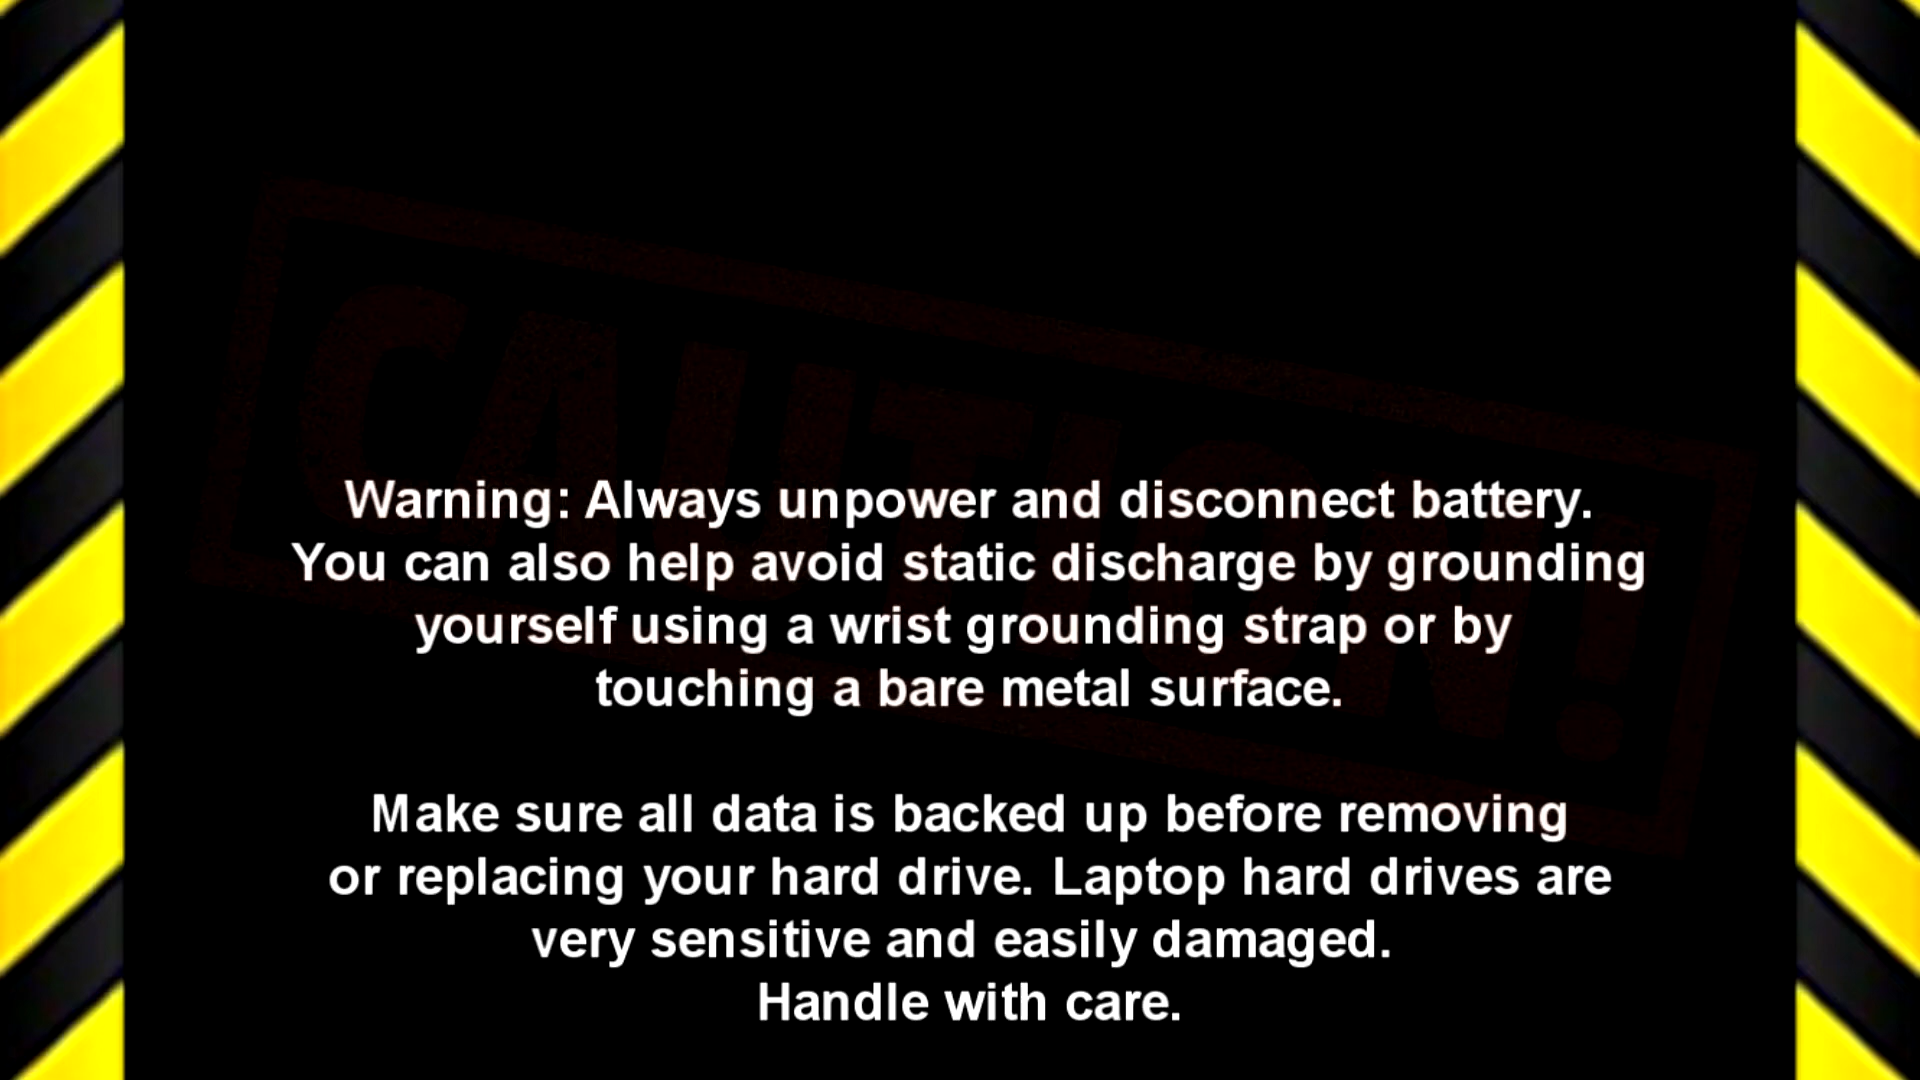 CAUTION!
Warning: Always unpower and disconnect battery.
You can also help avoid static discharge by grounding
yourself using a wrist grounding strap or by
touching a bare metal surface.
Make sure all data is backed up before removing
or replacing your hard drive. Laptop hard drives are
very sensitive and easily damaged.
Handle with care.